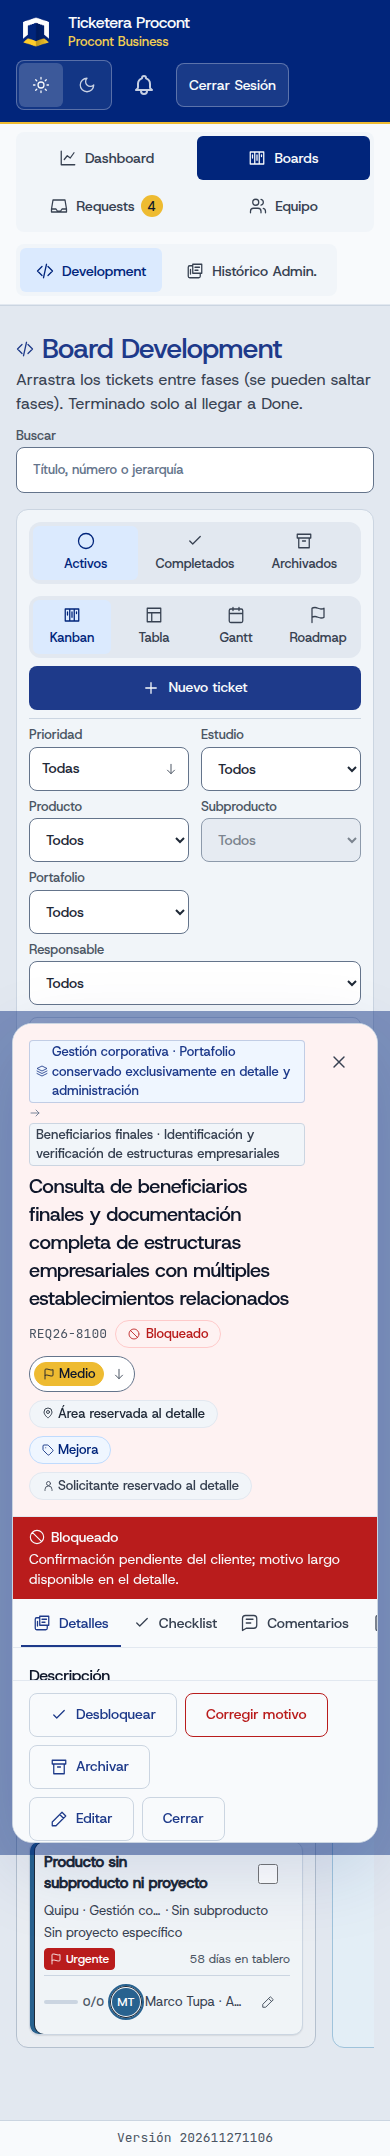 Ticketera Procont
Procont Business
Cerrar Sesión
Dashboard
Boards
Requests 4
Equipo
Development
Histórico Admin.
Board Development
Arrastra los tickets entre fases (se pueden saltar
fases). Terminado solo al llegar a Done.
Buscar
Título, número o jerarquía
Activos
Completados
Archivados
Kanban
Tabla
Gantt
Roadmap
Nuevo ticket
Prioridad
Estudio
Todas
Todos
Producto
Subproducto
Todos
Todos
Portafolio
Todos
Responsable
Todos
Gestión corporativa · Portafolio
conservado exclusivamente en detalle y
administración
Beneficiarios finales · Identificación y
verificación de estructuras empresariales
Consulta de beneficiarios
finales y documentación
completa de estructuras
empresariales con múltiples
establecimientos relacionados
REQ26-8100 Bloqueado
Medio
Área reservada al detalle
Mejora
Solicitante reservado al detalle
Bloqueado
Confirmación pendiente del cliente; motivo largo
disponible en el detalle.
Detalles
Checklist
Comentarios
Descripción
Desbloquear
Corregir motivo
Archivar
Editar
Cerrar
Producto sin
subproducto ni proyecto
Quipu · Gestión co... · Sin subproducto
Sin proyecto específico
Urgente
58 días en tablero
0/0 MT Marco Tupa · A...
Versión 202611271106